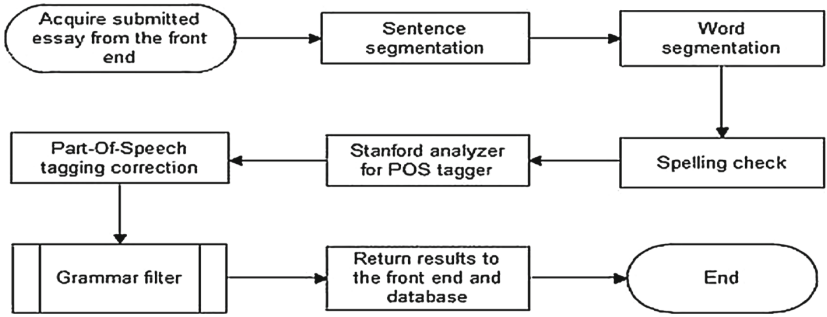 Acquire submitted
essay from the front
end
Sentence
segmentation
Word
segmentation
Spelling check
Stanford analyzer
for POS tagger
Part-Of-Speech
tagging correction
Grammar filter
Return results to
the front end and
database
End